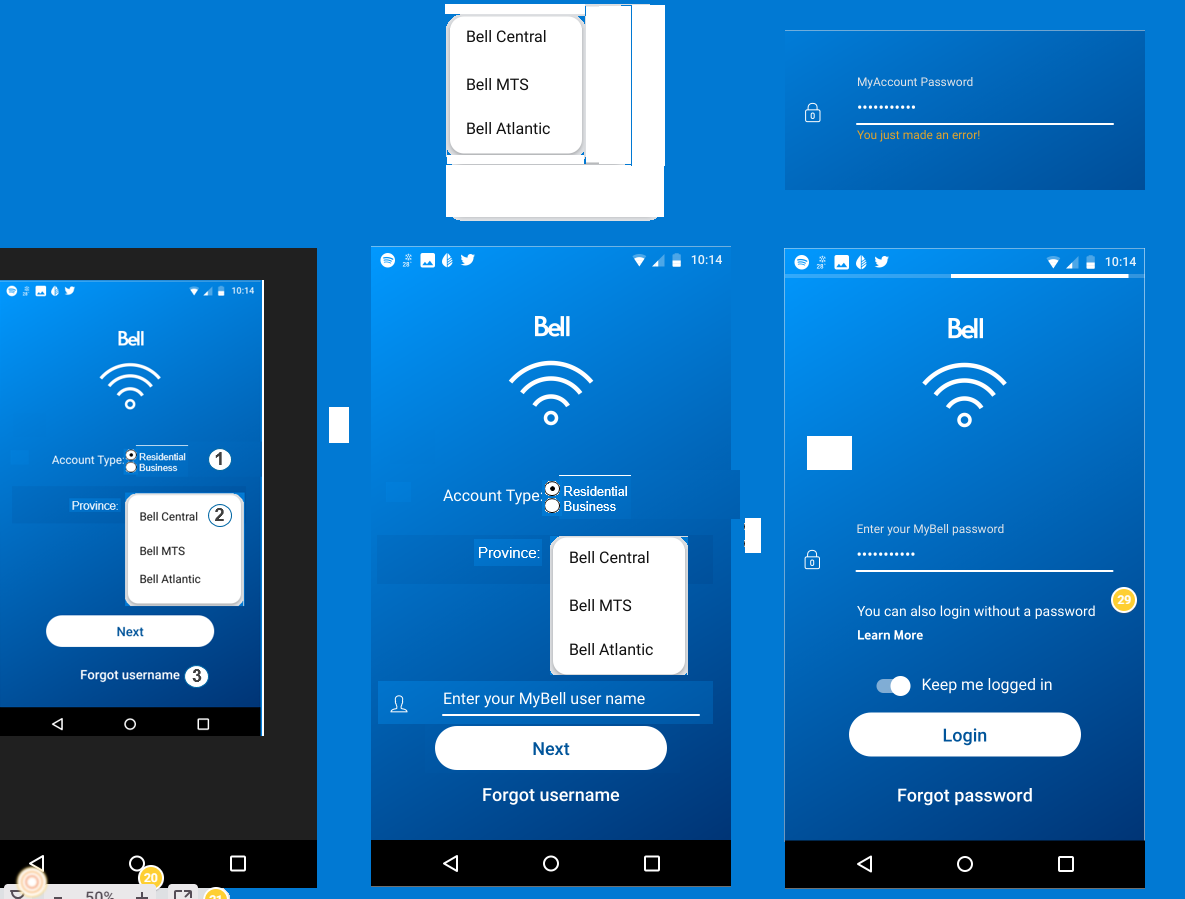 Bell Central
Bell MTS
Bell Atlantic
MyAccount Password
•••••••••••
You just made an error!
10:14
Bell
Account Type:
Residential
Business
1
Province:
Bell Central
2
Bell MTS
Bell Atlantic
Next
Forgot username
3
20
50%
21
28°
10:14
Bell
Account Type:
Residential
Business
Province:
Bell Central
Bell MTS
Bell Atlantic
Enter your MyBell user name
Next
Forgot username
28°
10:14
Bell
Enter your MyBell password
•••••••••••
29
You can also login without a password
Learn More
Keep me logged in
Login
Forgot password